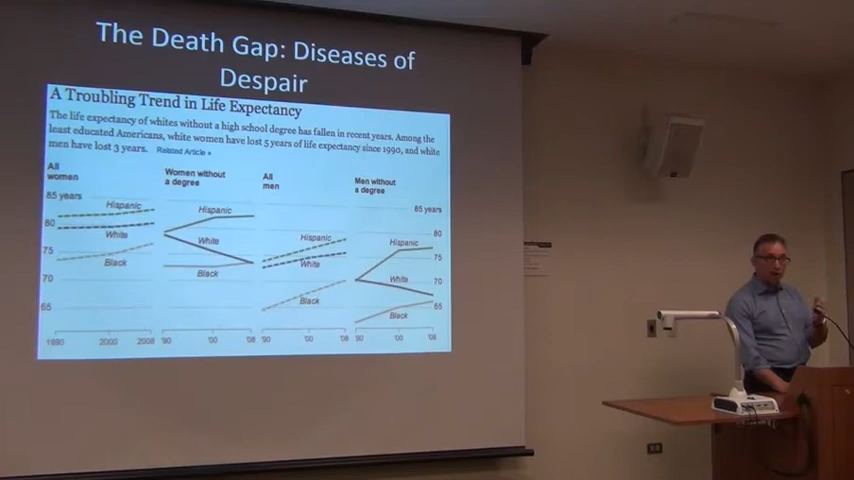 The Death Gap: Diseases of
Despair
A Troubling Trend in Life Expectancy
The life expectancy of whites without a high school degree has fallen in recent years. Among the
least educated Americans, white women have lost 5 years of life expectancy since 1990, and white
men have lost 3 years. Related Article »
All
women
Women without
a degree
All
men
Men without
a degree
85 years
Hispanic
80
White
75
Black
70
65
1990 2000 2008
Hispanic
White
Black
'90 '00 '08
Hispanic
White
Black
'90 '00 '08
85 years
80
Hispanic
75
White
70
65
Black
'90 '00 '08